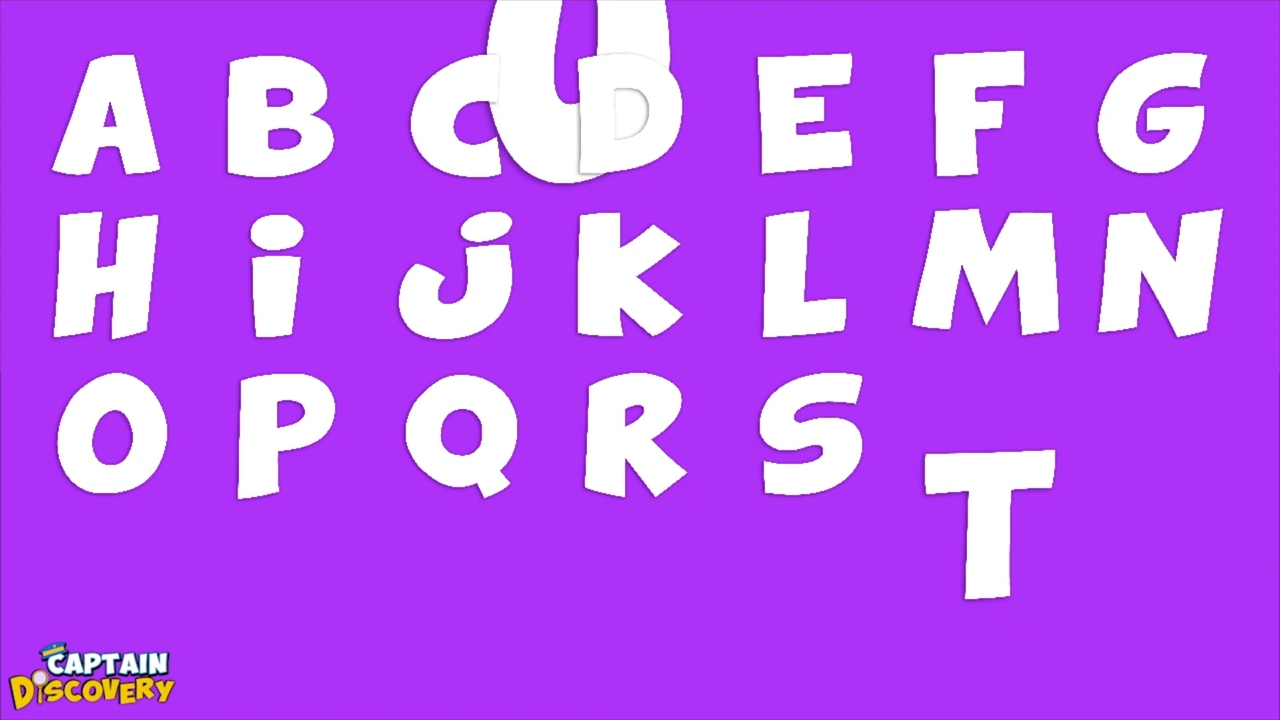 U
A B C D E F G
H i j K L M N
O P Q R S
T
CAPTAIN
DISCOVERY